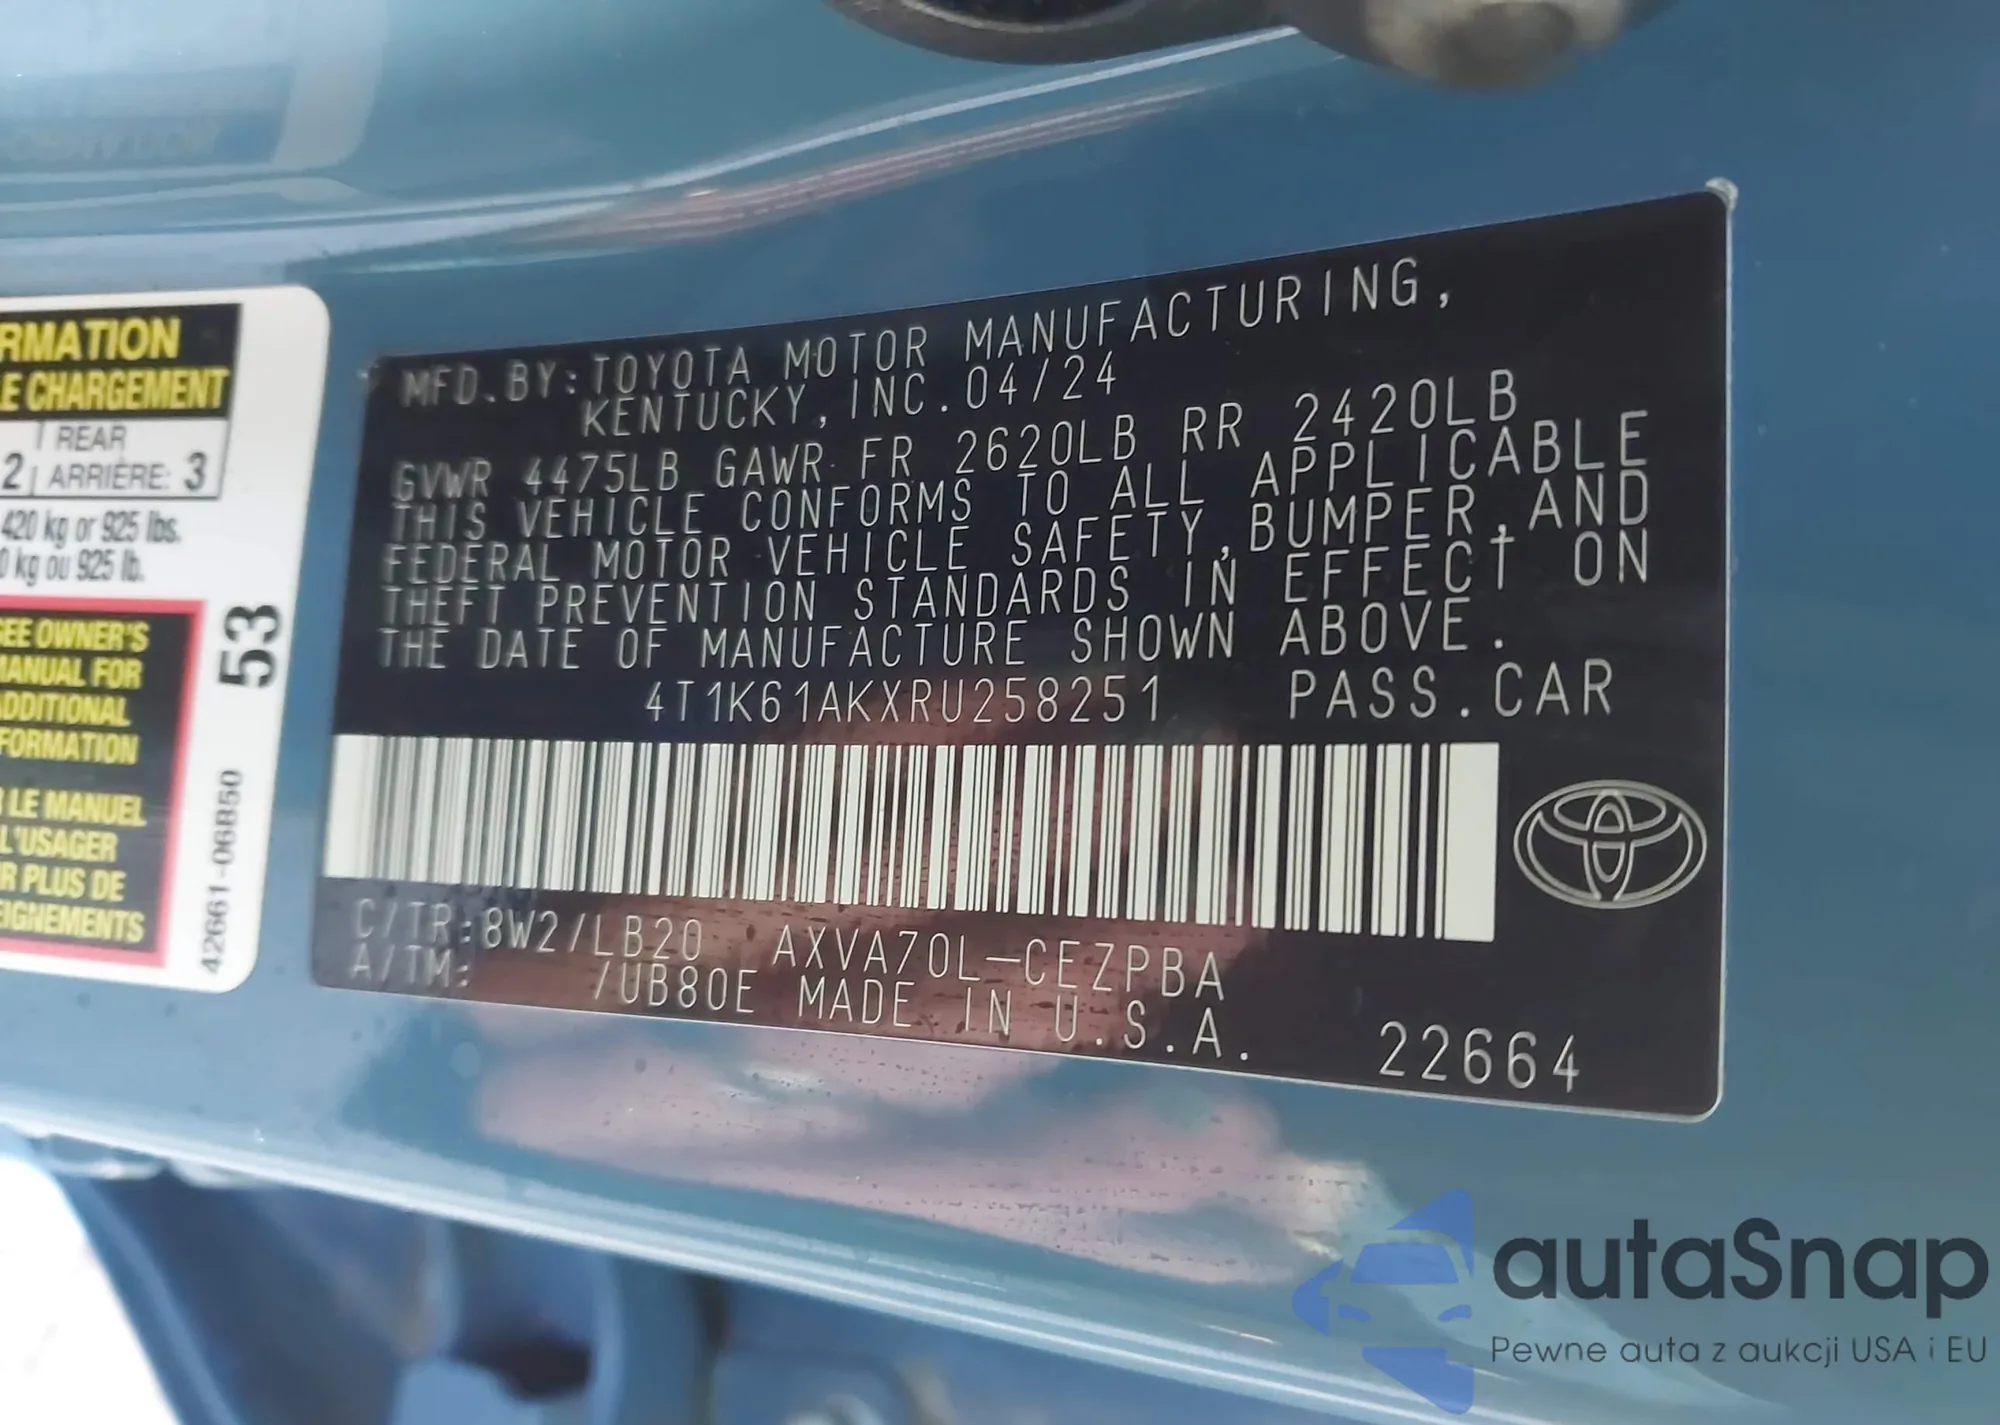 RMATION
E CHARGEMENT
REAR
2 ARRIÈRE: 3
420 kg or 925 lbs.
0 kg ou 925 lb.
SEE OWNER'S
MANUAL FOR
ADDITIONAL
FORMATION
LE MANUEL
L'USAGER
R PLUS DE
EIGNEMENTS
53
42661-06B50
MFD.BY:TOYOTA MOTOR MANUFACTURING,
KENTUCKY,INC.04/24
GVWR 4475LB GAWR FR 2620LB RR 2420LB
THIS VEHICLE CONFORMS TO ALL APPLICABLE
FEDERAL MOTOR VEHICLE SAFETY,BUMPER,AND
THEFT PREVENTION STANDARDS IN EFFECT ON
THE DATE OF MANUFACTURE SHOWN ABOVE.
4T1K61AKXRU258251 PASS.CAR
C/TR:8W2/LB20 AXVA70L-CEZPBA
A/TM: /UB80E MADE IN U.S.A.
22664
autaSnap
Pewne auta z aukcji USA i EU